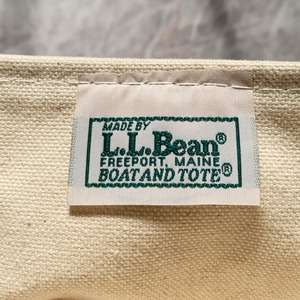 MADE BY
L.L.Bean®
FREEPORT, MAINE
BOAT AND TOTE®